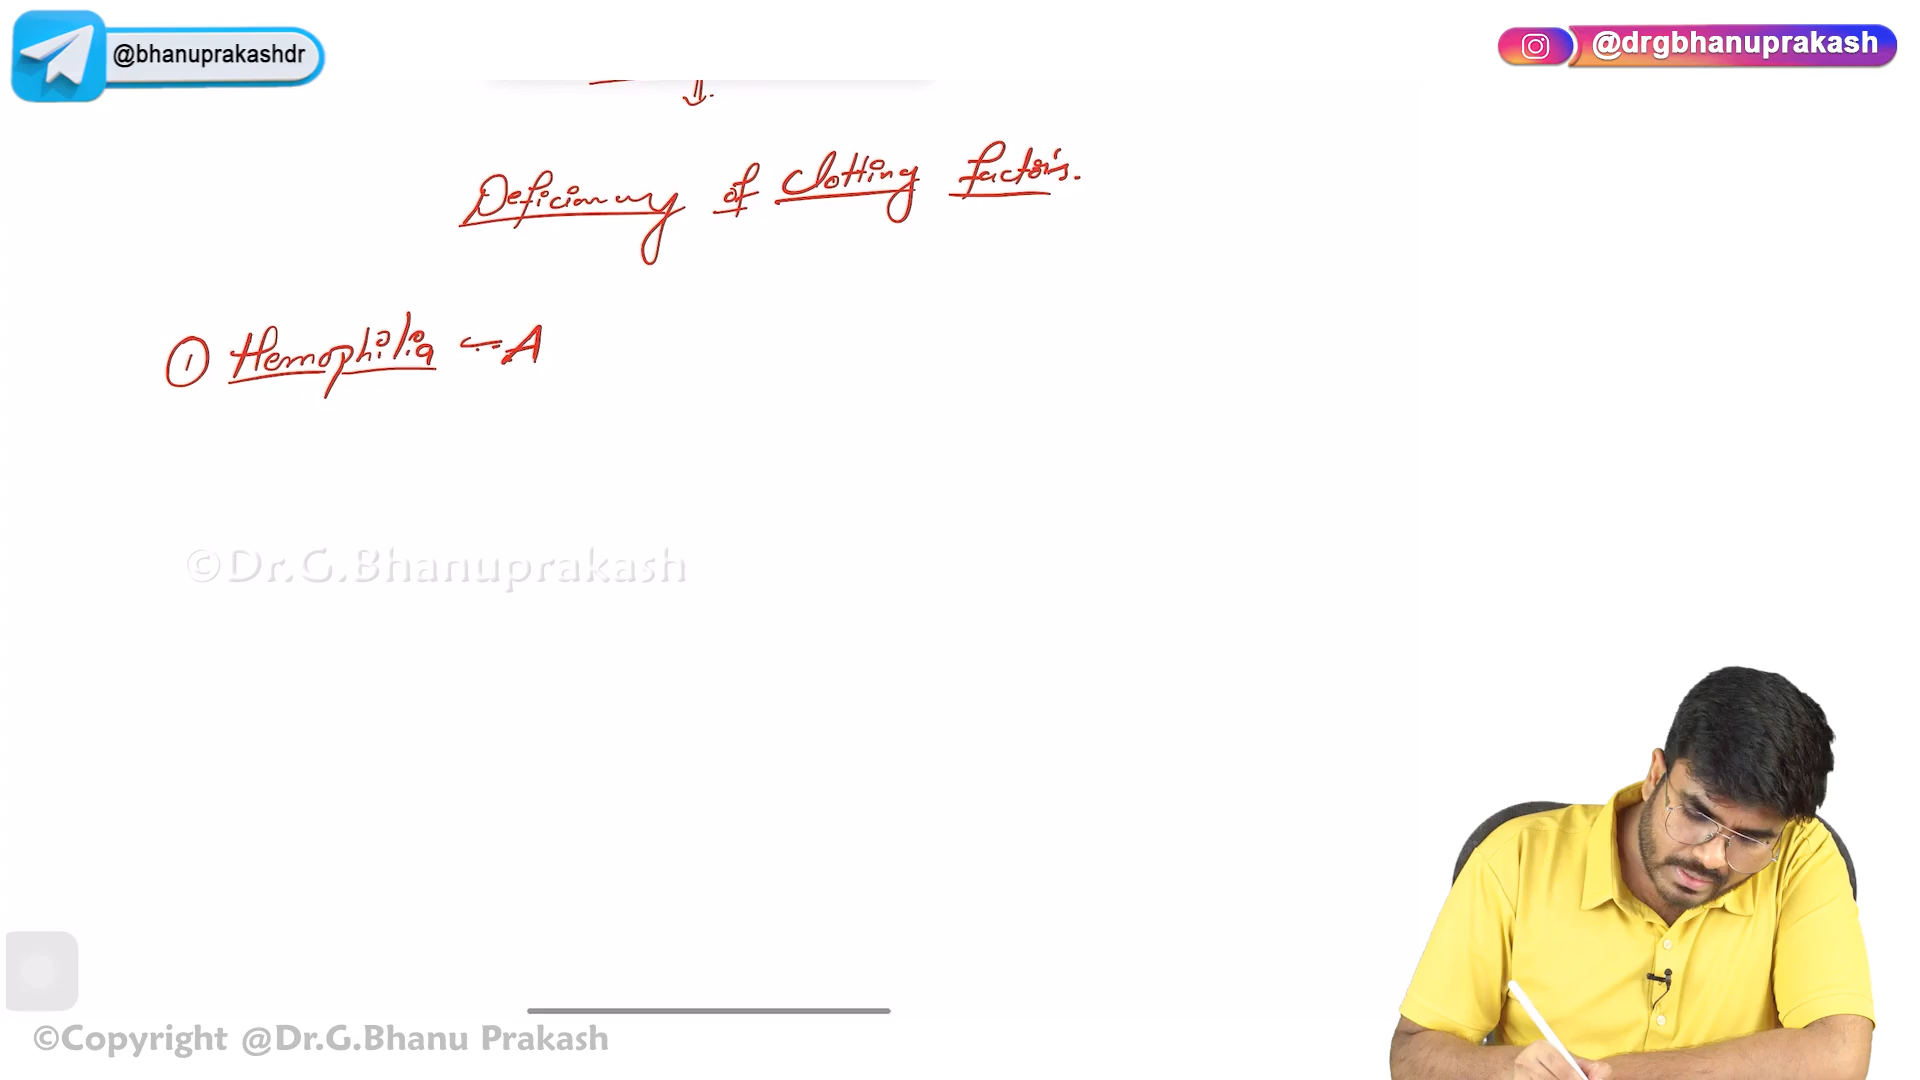 @bhanuprakashdr
@drgbhanuprakash
Deficiency of clotting factors.
① Hemophilia - A
©Dr.G.Bhanuprakash
©Copyright @Dr.G.Bhanu Prakash